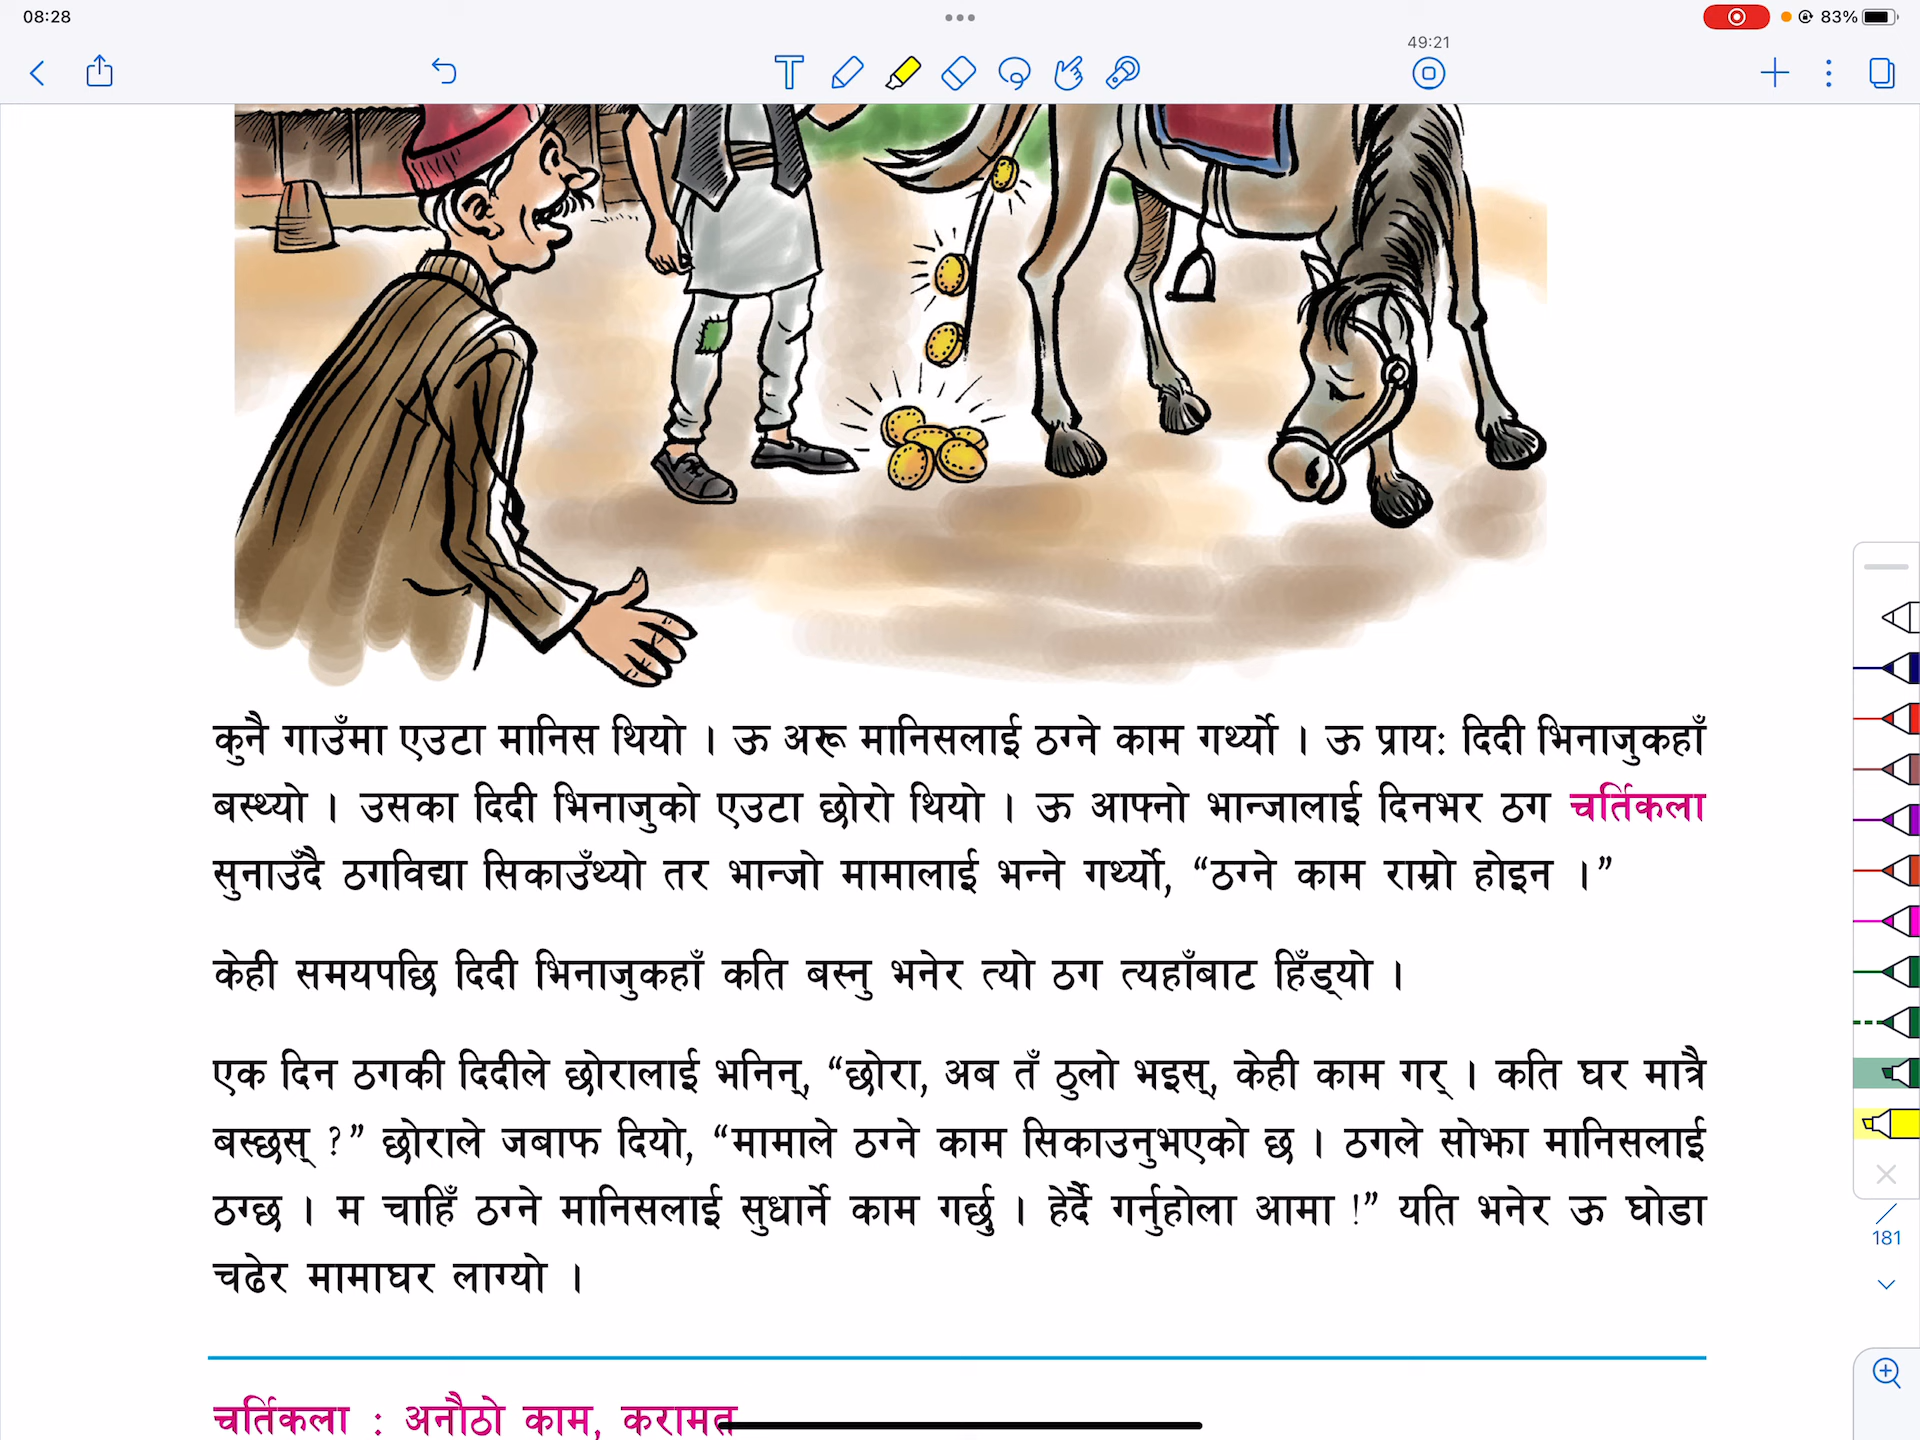 08:28
83%
49:21
कुनै गाउँमा एउटा मानिस थियो । ऊ अरू मानिसलाई ठग्ने काम गर्थ्यो । ऊ प्रायः दिदी भिनाजुकहाँ
बस्थ्यो । उसका दिदी भिनाजुको एउटा छोरो थियो । ऊ आफ्नो भान्जालाई दिनभर ठग चर्तिकला
सुनाउँदै ठगविद्या सिकाउँथ्यो तर भान्जो मामालाई भन्ने गर्थ्यो, “ठग्ने काम राम्रो होइन ।”
केही समयपछि दिदी भिनाजुकहाँ कति बस्नु भनेर त्यो ठग त्यहाँबाट हिँड्यो ।
एक दिन ठगकी दिदीले छोरालाई भनिन्, “छोरा, अब तँ ठुलो भइस्, केही काम गर् । कति घर मात्रै
बस्छस् ?” छोराले जबाफ दियो, “मामाले ठग्ने काम सिकाउनुभएको छ । ठगले सोझा मानिसलाई
ठग्छ । म चाहिँ ठग्ने मानिसलाई सुधार्ने काम गर्छु । हेर्दै गर्नुहोला आमा !” यति भनेर ऊ घोडा
चढेर मामाघर लाग्यो ।
चर्तिकला : अनौठो काम, करामत
181